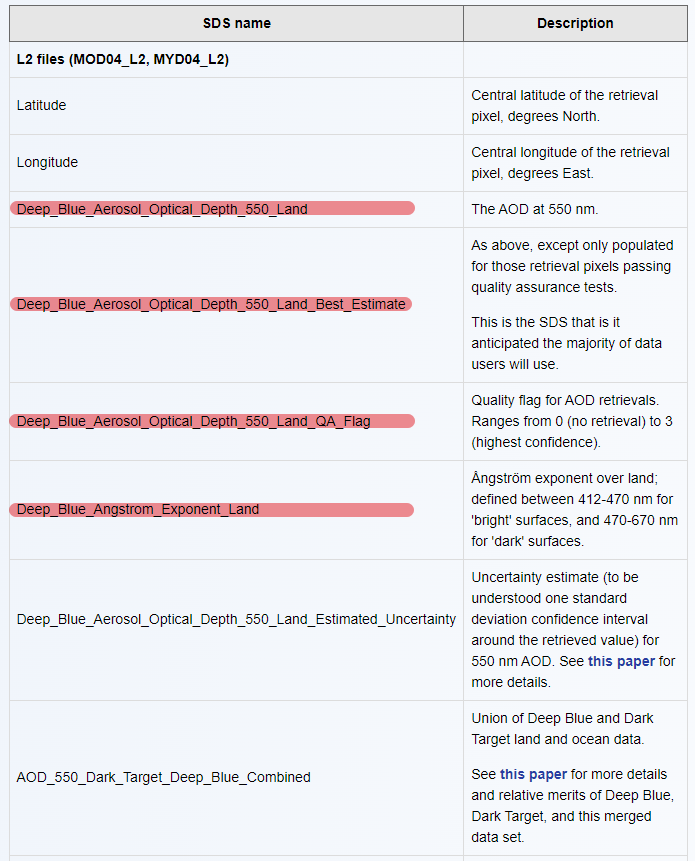 SDS name
Description
L2 files (MOD04_L2, MYD04_L2)
Latitude
Central latitude of the retrieval
pixel, degrees North.
Longitude
Central longitude of the retrieval
pixel, degrees East.
Deep_Blue_Aerosol_Optical_Depth_550_Land
The AOD at 550 nm.
Deep_Blue_Aerosol_Optical_Depth_550_Land_Best_Estimate
As above, except only populated
for those retrieval pixels passing
quality assurance tests.
This is the SDS that is it
anticipated the majority of data
users will use.
Deep_Blue_Aerosol_Optical_Depth_550_Land_QA_Flag
Quality flag for AOD retrievals.
Ranges from 0 (no retrieval) to 3
(highest confidence).
Deep_Blue_Angstrom_Exponent_Land
Ångström exponent over land;
defined between 412-470 nm for
'bright' surfaces, and 470-670 nm
for 'dark' surfaces.
Deep_Blue_Aerosol_Optical_Depth_550_Land_Estimated_Uncertainty
Uncertainty estimate (to be
understood one standard
deviation confidence interval
around the retrieved value) for
550 nm AOD. See this paper for
more details.
AOD_550_Dark_Target_Deep_Blue_Combined
Union of Deep Blue and Dark
Target land and ocean data.
See this paper for more details
and relative merits of Deep Blue,
Dark Target, and this merged
data set.